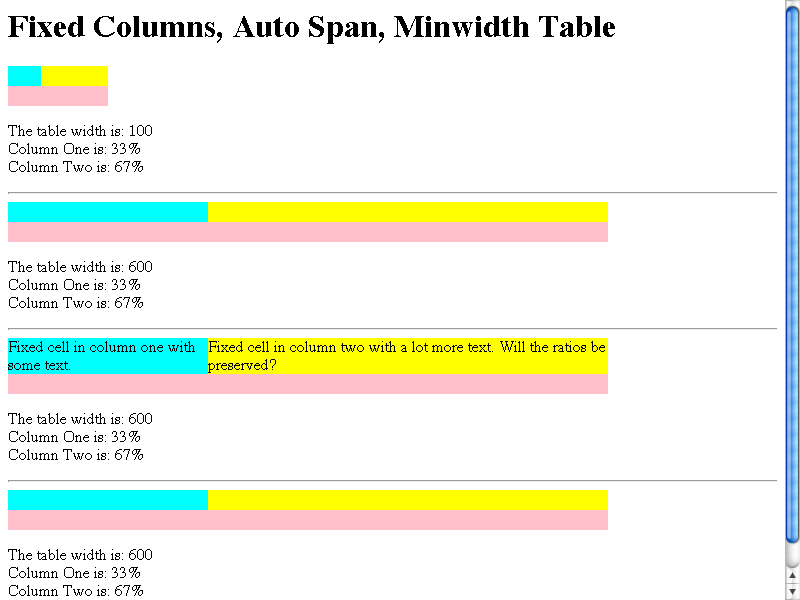 Fixed Columns, Auto Span, Minwidth Table
The table width is: 100
Column One is: 33%
Column Two is: 67%
The table width is: 600
Column One is: 33%
Column Two is: 67%
Fixed cell in column one with
some text.
Fixed cell in column two with a lot more text. Will the ratios be
preserved?
The table width is: 600
Column One is: 33%
Column Two is: 67%
The table width is: 600
Column One is: 33%
Column Two is: 67%